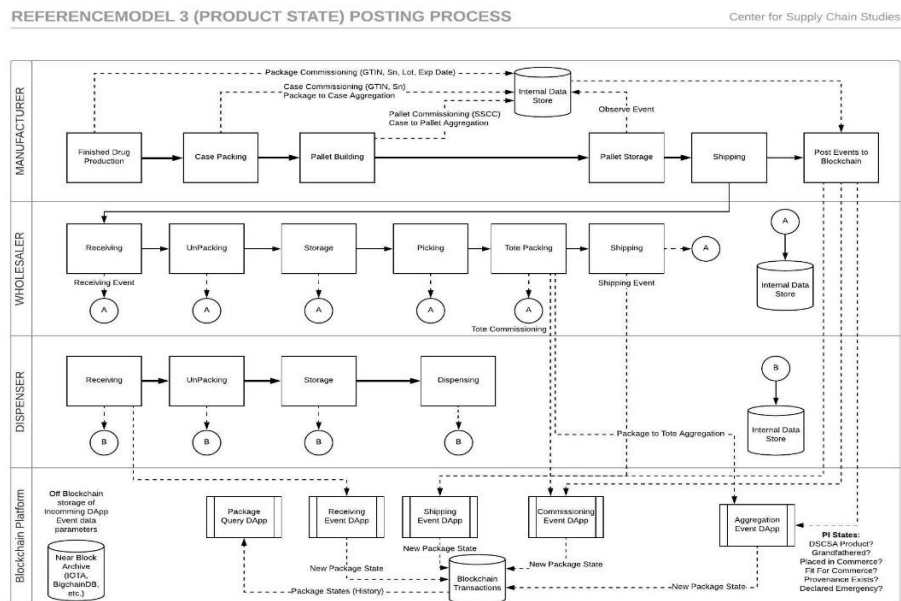 REFERENCEMODEL 3 (PRODUCT STATE) POSTING PROCESS
Center for Supply Chain Studies
MANUFACTURER
Package Commissioning (GTIN, Sn, Lot, Exp Date)
Case Commissioning (GTIN, Sn)
Package to Case Aggregation
Pallet Commissioning (SSCC)
Case to Pallet Aggregation
Internal Data
Store
Observe Event
Finished Drug
Production
Case Packing
Pallet Building
Pallet Storage
Shipping
Post Events to
Blockchain
WHOLESALER
Receiving
UnPacking
Storage
Picking
Tote Packing
Shipping
A
A
Internal Data
Store
Receiving Event
Shipping Event
A
A
A
A
A
Tote Commissioning
DISPENSER
Receiving
UnPacking
Storage
Dispensing
B
Internal Data
Store
B
B
B
B
Package to Tote Aggregation
Blockchain Platform
Off Blockchain
storage of
Incomming DApp
Event data
parameters
Near Block
Archive
(IOTA,
BigchainDB,
etc.)
Package
Query DApp
Receiving
Event DApp
Shipping
Event DApp
Commissioning
Event DApp
Aggregation
Event DApp
PI States:
DSCSA Product?
Grandfathered?
Placed in Commerce?
Fit For Commerce?
Provenance Exists?
Declared Emergency?
New Package State
New Package State
New Package State
New Package State
Package States (History)
Blockchain
Transactions